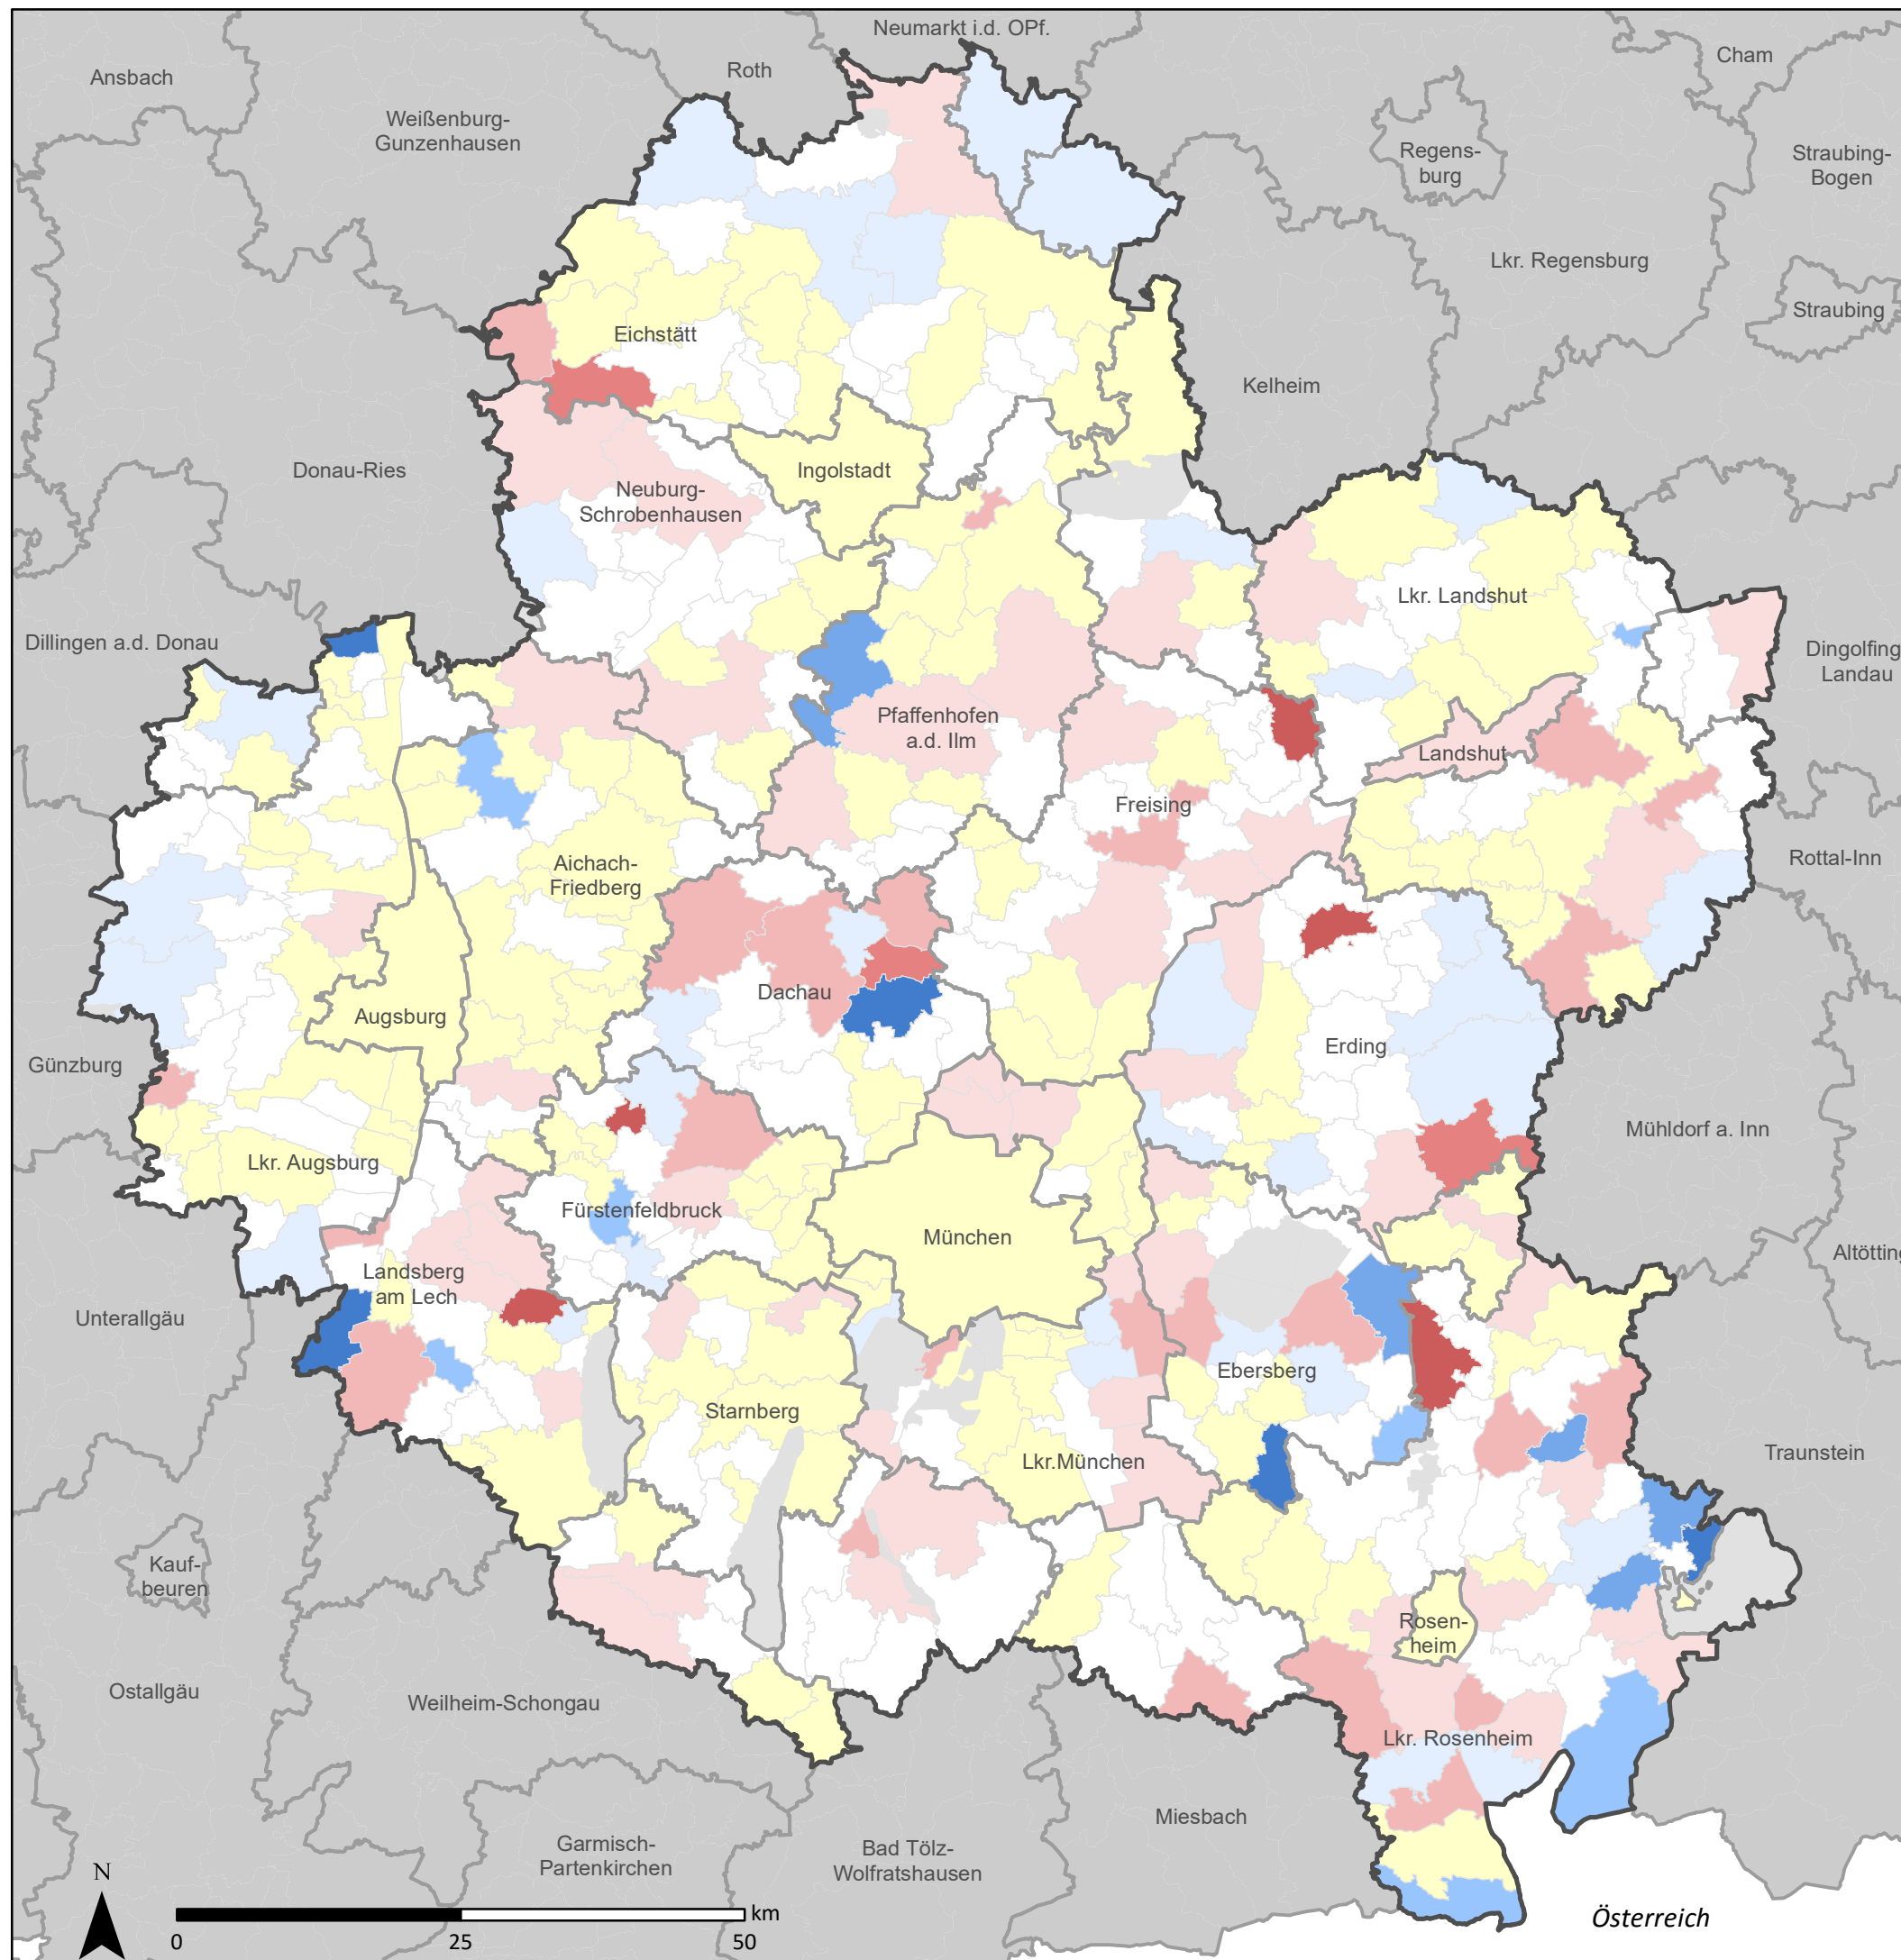 Neumarkt i.d. OPf.
Cham
Roth
Ansbach
Weißenburg-
Gunzenhausen
Regens-
burg
Straubing-
Bogen
Lkr. Regensburg
Straubing
Eichstätt
Kelheim
Donau-Ries
Ingolstadt
Neuburg-
Schrobenhausen
Lkr. Landshut
Dillingen a.d. Donau
Dingolfing
Landau
Pfaffenhofen
a.d. Ilm
Landshut
Freising
Rottal-Inn
Aichach-
Friedberg
Dachau
Augsburg
Erding
Günzburg
Mühldorf a. Inn
Lkr. Augsburg
Fürstenfeldbruck
München
Altötting
Landsberg
am Lech
Unterallgäu
Ebersberg
Starnberg
Lkr.München
Traunstein
Kauf-
beuren
Rosen-
heim
Ostallgäu
Weilheim-Schongau
Lkr. Rosenheim
Miesbach
Garmisch-
Partenkirchen
Bad Tölz-
Wolfratshausen
N
km
Österreich
0
25
50